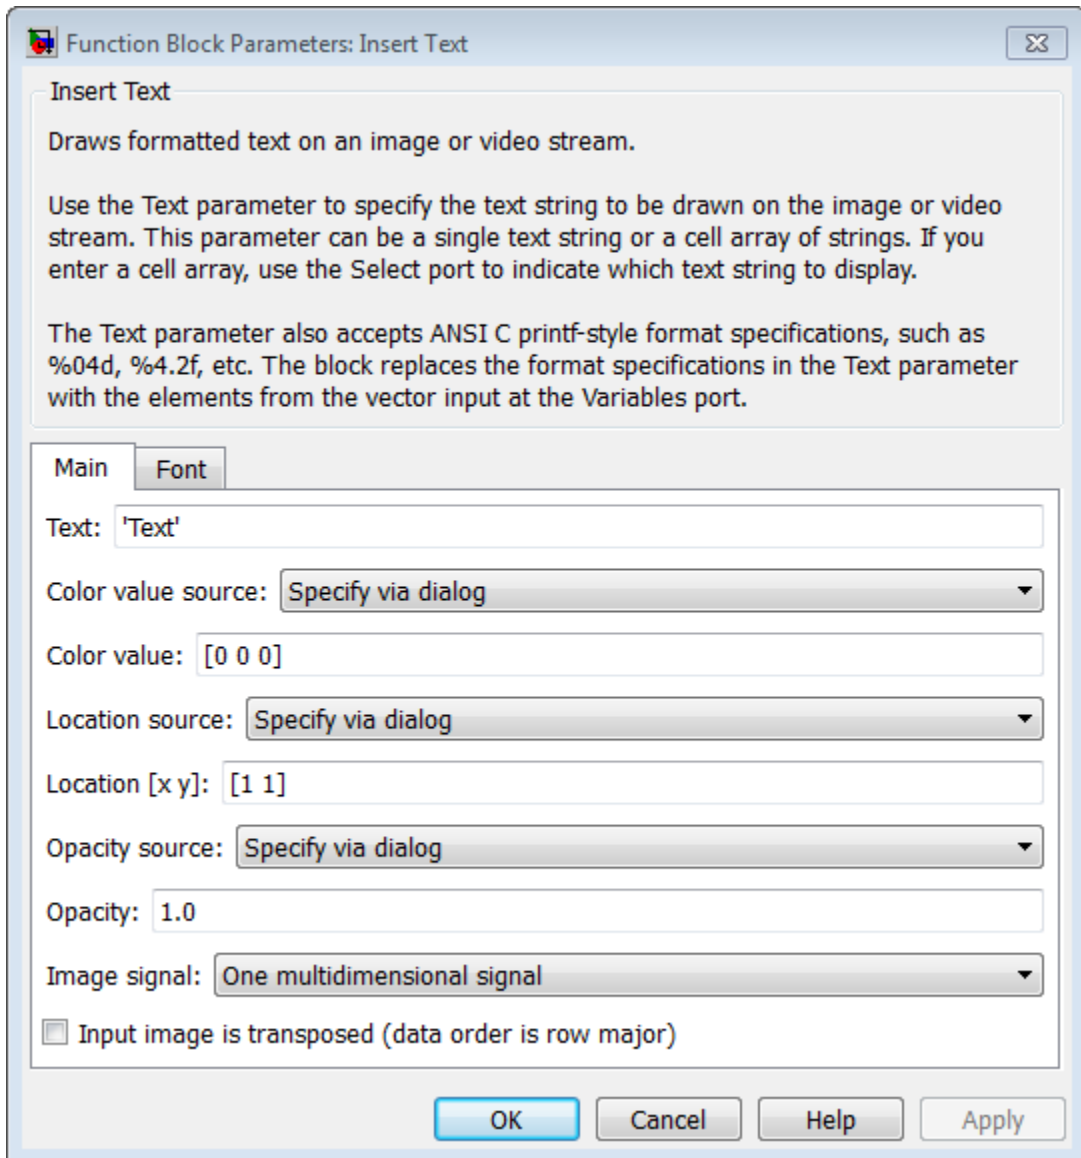 Function Block Parameters: Insert Text
Insert Text
Draws formatted text on an image or video stream.
Use the Text parameter to specify the text string to be drawn on the image or video
stream. This parameter can be a single text string or a cell array of strings. If you
enter a cell array, use the Select port to indicate which text string to display.
The Text parameter also accepts ANSI C printf-style format specifications, such as
%04d, %4.2f, etc. The block replaces the format specifications in the Text parameter
with the elements from the vector input at the Variables port.
Main Font
Text: 'Text'
Color value source: Specify via dialog
Color value: [0 0 0]
Location source: Specify via dialog
Location [x y]: [1 1]
Opacity source: Specify via dialog
Opacity: 1.0
Image signal: One multidimensional signal
Input image is transposed (data order is row major)
OK Cancel Help Apply